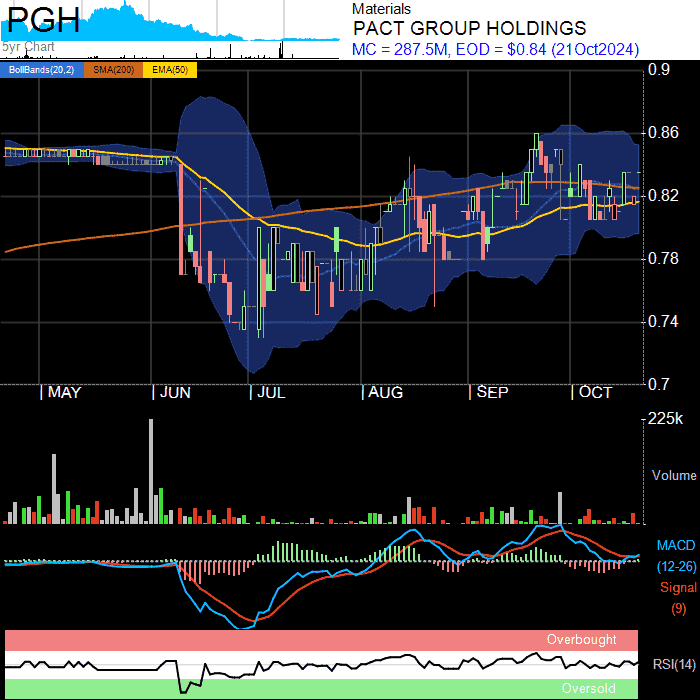 PGH
5yr Chart
Materials
PACT GROUP HOLDINGS
MC = 287.5M, EOD = $0.84 (21Oct2024)
BollBands(20,2) SMA(200) EMA(50)
0.9
0.86
0.82
0.78
0.74
0.7
| MAY | JUN | JUL | AUG | SEP | OCT
225k
Volume
MACD
(12-26)
Signal
(9)
Overbought
RSI(14)
Oversold